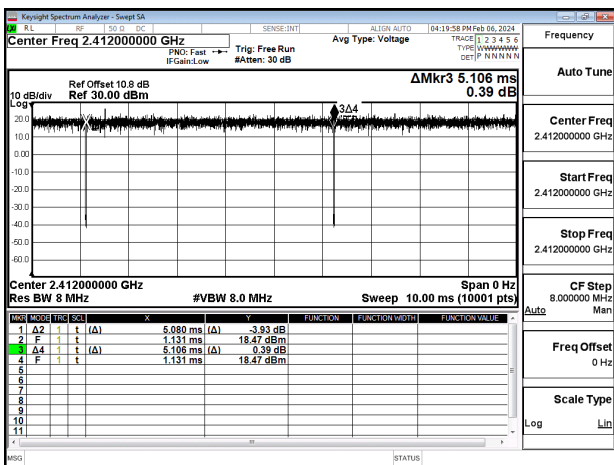 Keysight Spectrum Analyzer - Swept SA
RL RF 50 Ω DC SENSE:INT ALIGN AUTO 04:19:58 PM Feb 06, 2024
Center Freq 2.412000000 GHz
PNO: Fast
IFGain:Low
Trig: Free Run
#Atten: 30 dB
Avg Type: Voltage
TRACE 1 2 3 4 5 6
TYPE WWWWWW
DET P NNNNN
Frequency
Ref Offset 10.8 dB
Ref 30.00 dBm
10 dB/div
Log
ΔMkr3 5.106 ms
0.39 dB
20.0
10.0
0.00
-10.0
-20.0
-30.0
-40.0
-50.0
-60.0
3Δ4
Center 2.412000000 GHz Span 0 Hz
Res BW 8 MHz #VBW 8.0 MHz Sweep 10.00 ms (10001 pts)
MKR MODE TRC SCL X Y FUNCTION FUNCTION WIDTH FUNCTION VALUE
1 Δ2 1 t (Δ) 5.080 ms (Δ) -3.93 dB
2 F 1 t 1.131 ms 18.47 dBm
3 Δ4 1 t (Δ) 5.106 ms (Δ) 0.39 dB
4 F 1 t 1.131 ms 18.47 dBm
5
6
7
8
9
10
11
MSG STATUS
Auto Tune
Center Freq
2.412000000 GHz
Start Freq
2.412000000 GHz
Stop Freq
2.412000000 GHz
CF Step
8.000000 MHz
Auto Man
Freq Offset
0 Hz
Scale Type
Log Lin